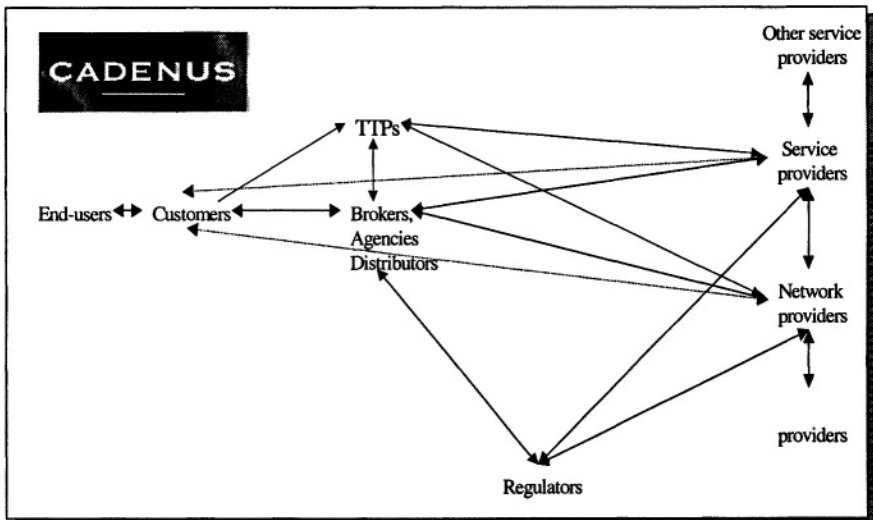 CADENUS
Other service
providers
TTPs
Service
providers
End-users
Customers
Brokers,
Agencies
Distributors
Network
providers
providers
Regulators